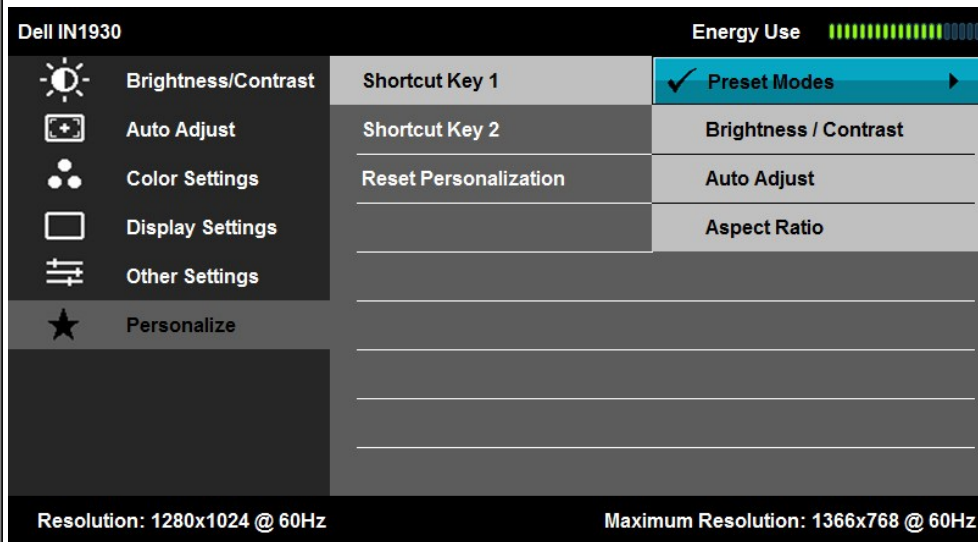 Dell IN1930
Energy Use
Brightness/Contrast
Auto Adjust
Color Settings
Display Settings
Other Settings
Personalize
Shortcut Key 1
Shortcut Key 2
Reset Personalization
Preset Modes
Brightness / Contrast
Auto Adjust
Aspect Ratio
Resolution: 1280x1024 @ 60Hz
Maximum Resolution: 1366x768 @ 60Hz